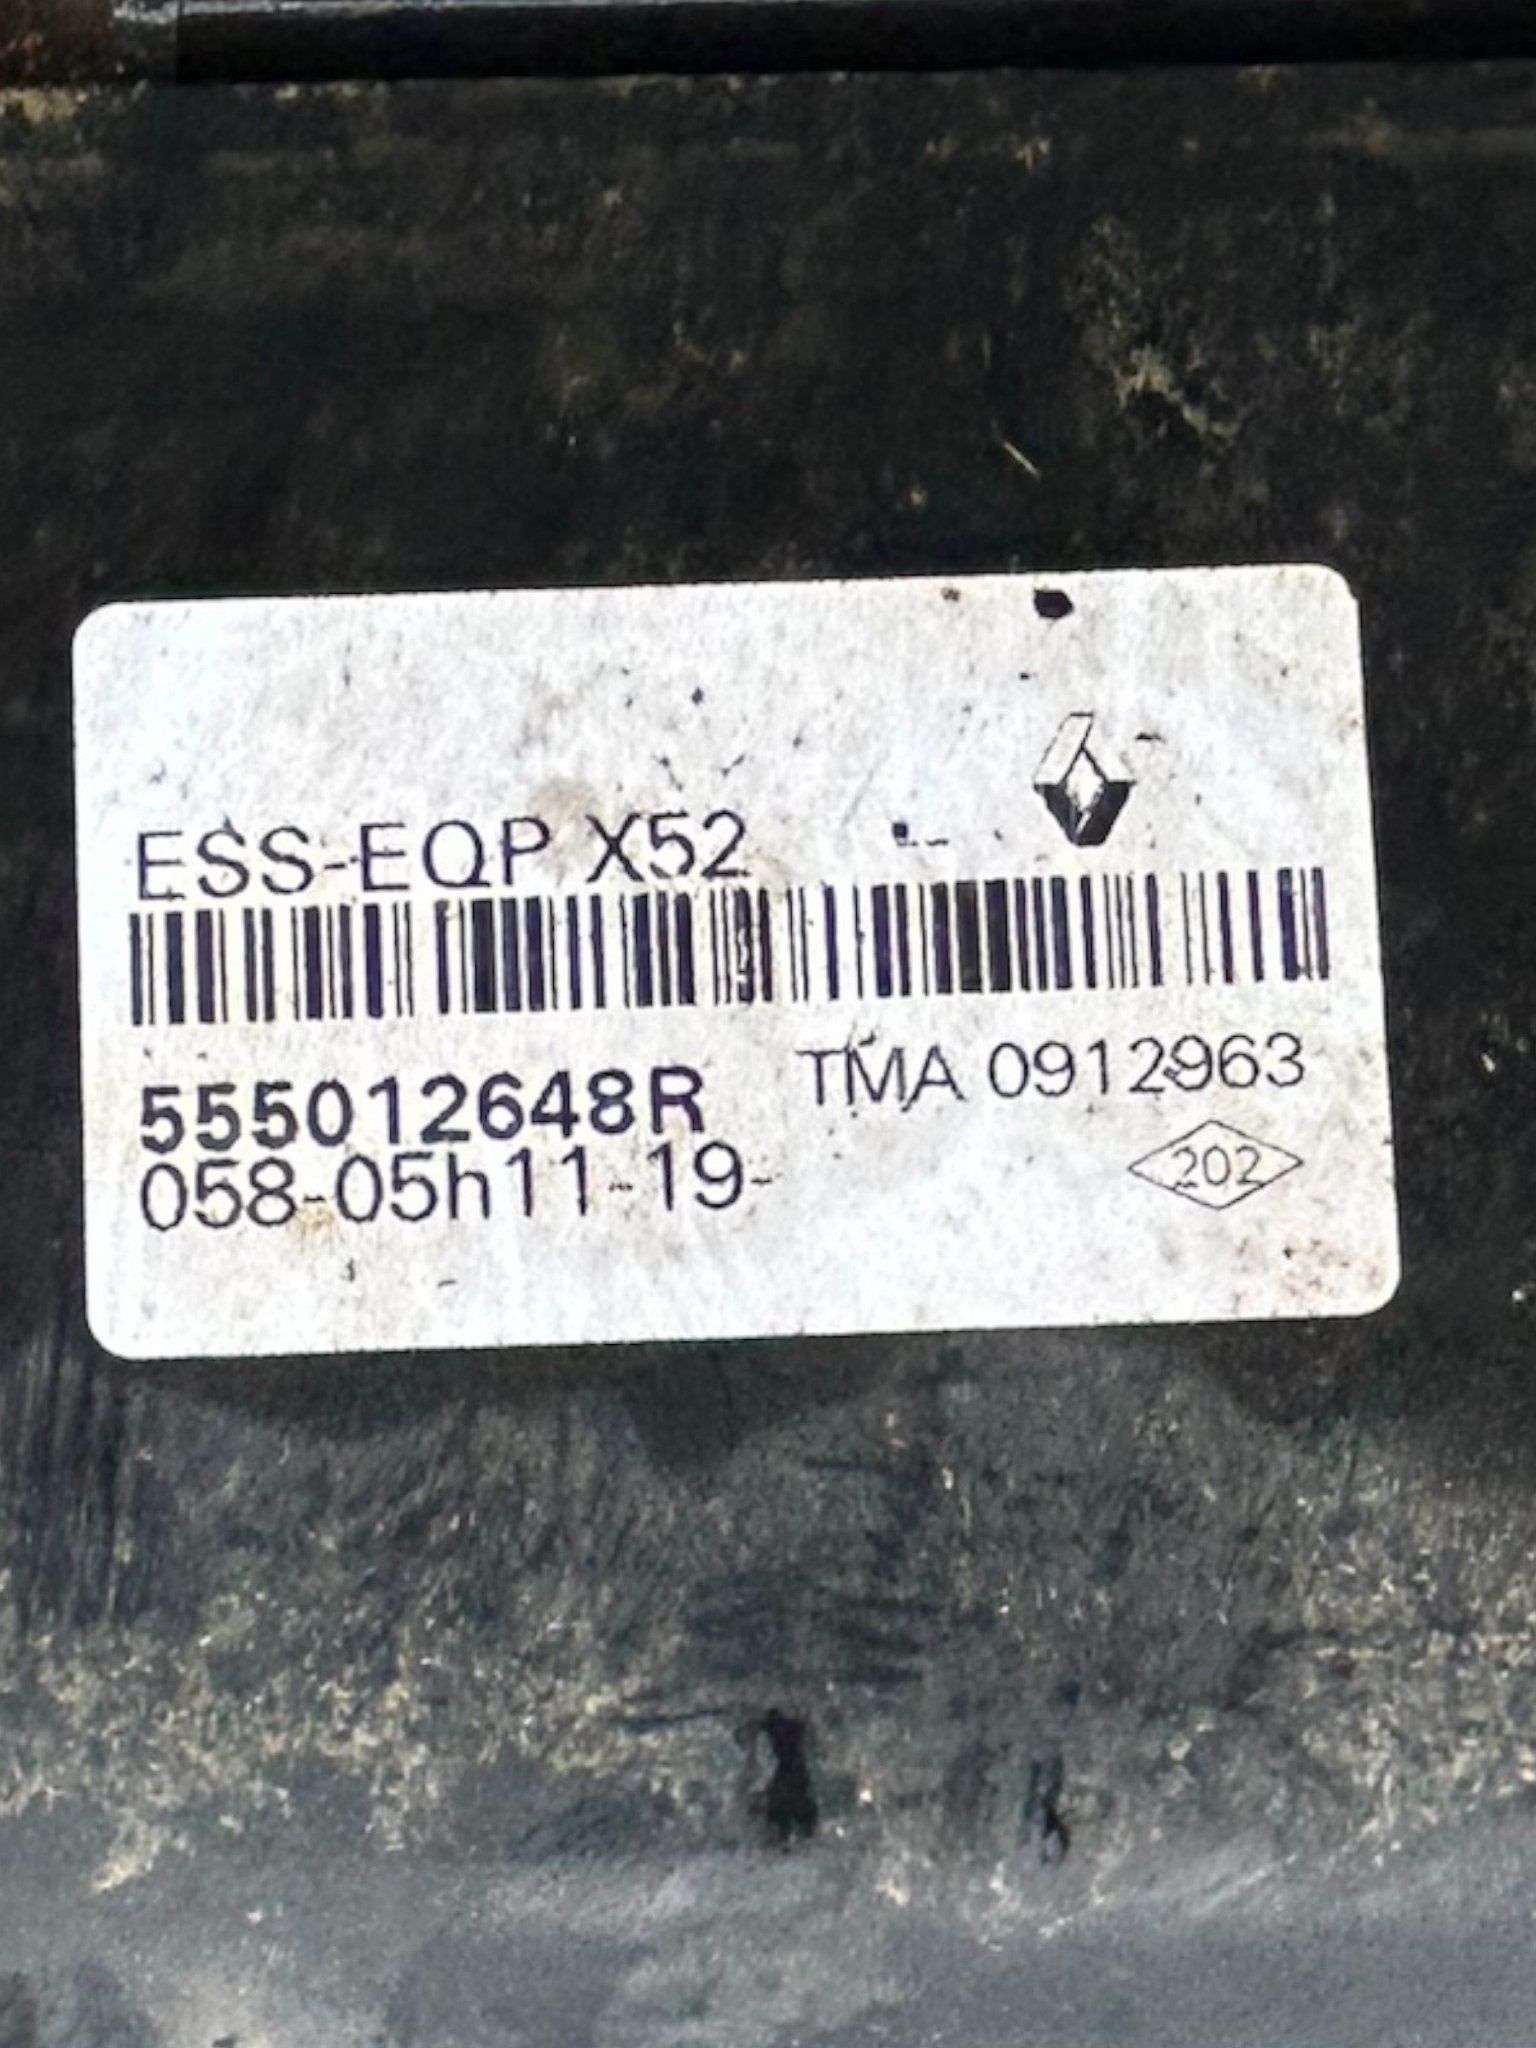 ESS-EQP X52
555012648R TMA 0912963
058-05h11-19-
202